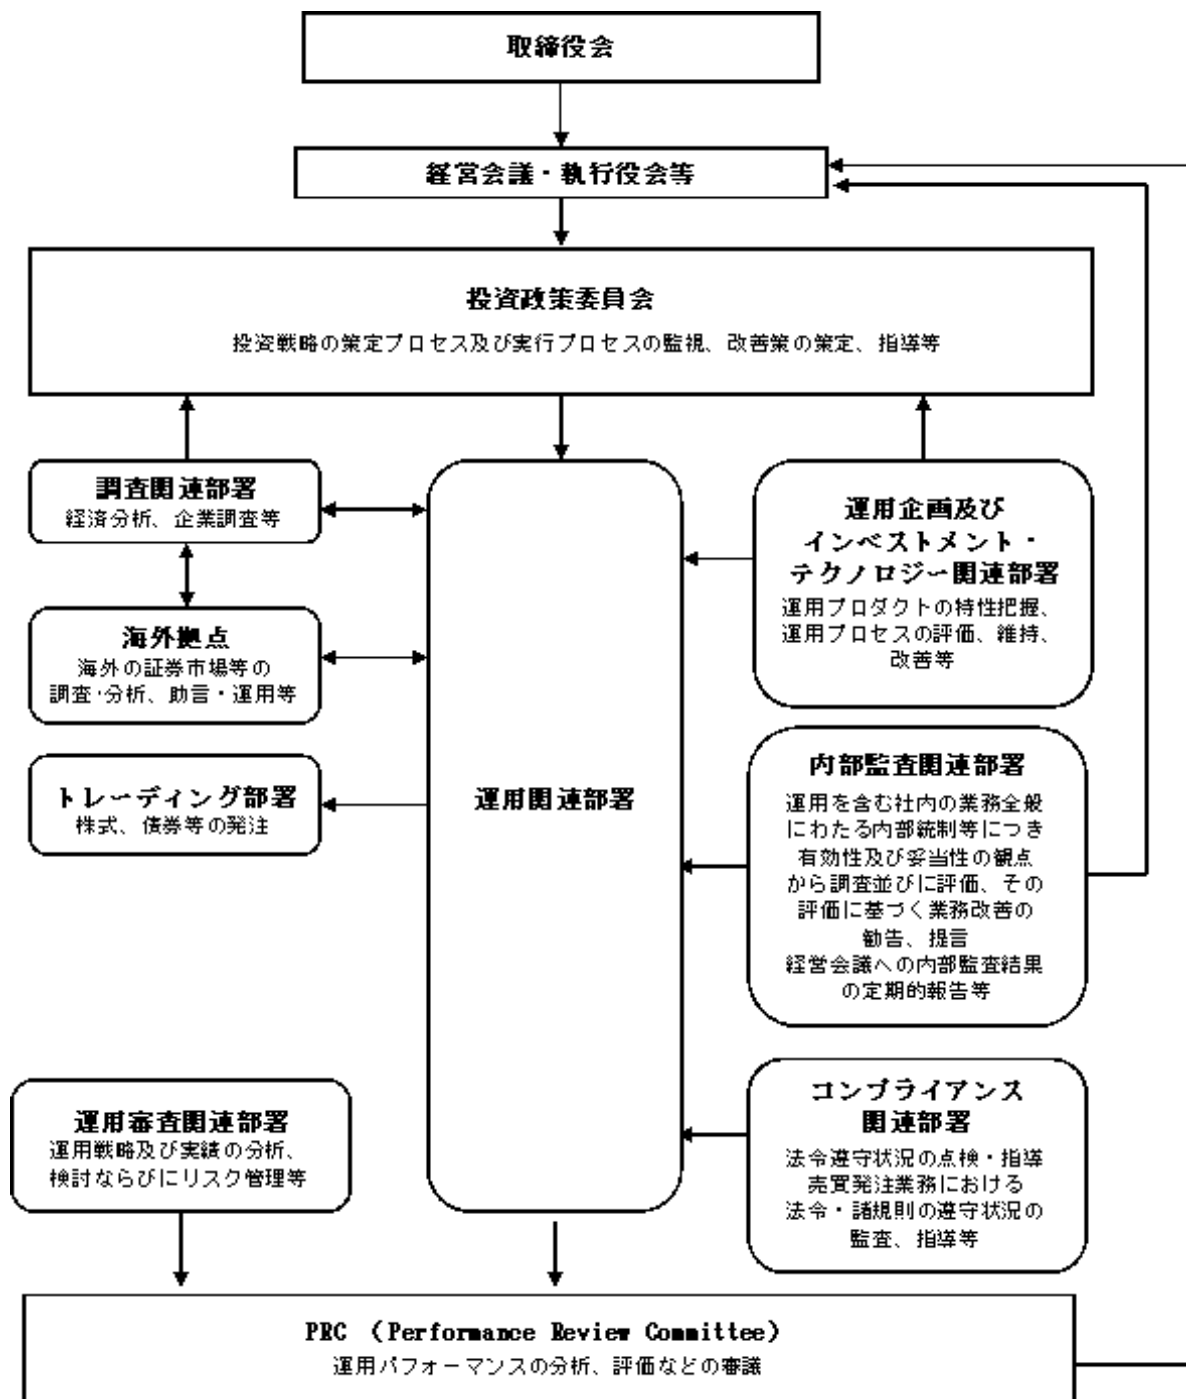 取締役会
経営会議・執行役会等
投資政策委員会
投資戦略の策定プロセス及び実行プロセスの監視、改善策の策定、指導等
調査関連部署
経済分析、企業調査等
海外拠点
海外の証券市場等の
調査・分析、助言・運用等
トレーディング部署
株式、債券等の発注
運用審査関連部署
運用戦略及び実績の分析、
検討ならびにリスク管理等
運用関連部署
運用企画及び
インベストメント・
テクノロジー関連部署
運用プロダクトの特性把握、
運用プロセスの評価、維持、
改善等
内部監査関連部署
運用を含む社内の業務全般
にわたる内部統制等につき
有効性及び妥当性の観点
から調査並びに評価、その
評価に基づく業務改善の
勧告、提言
経営会議への内部監査結果
の定期的報告等
コンプライアンス
関連部署
法令遵守状況の点検・指導
売買発注業務における
法令・諸規則の遵守状況の
監査、指導等
PRC （Performance Review Committee）
運用パフォーマンスの分析、評価などの審議